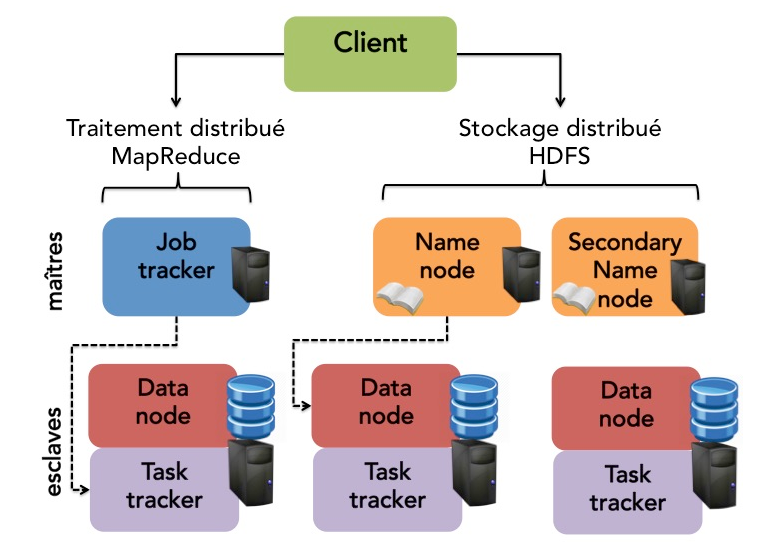 Client
Traitement distribué
MapReduce
Stockage distribué
HDFS
maîtres
Job
tracker
Name
node
Secondary
Name
node
esclaves
Data
node
Task
tracker
Data
node
Task
tracker
Data
node
Task
tracker